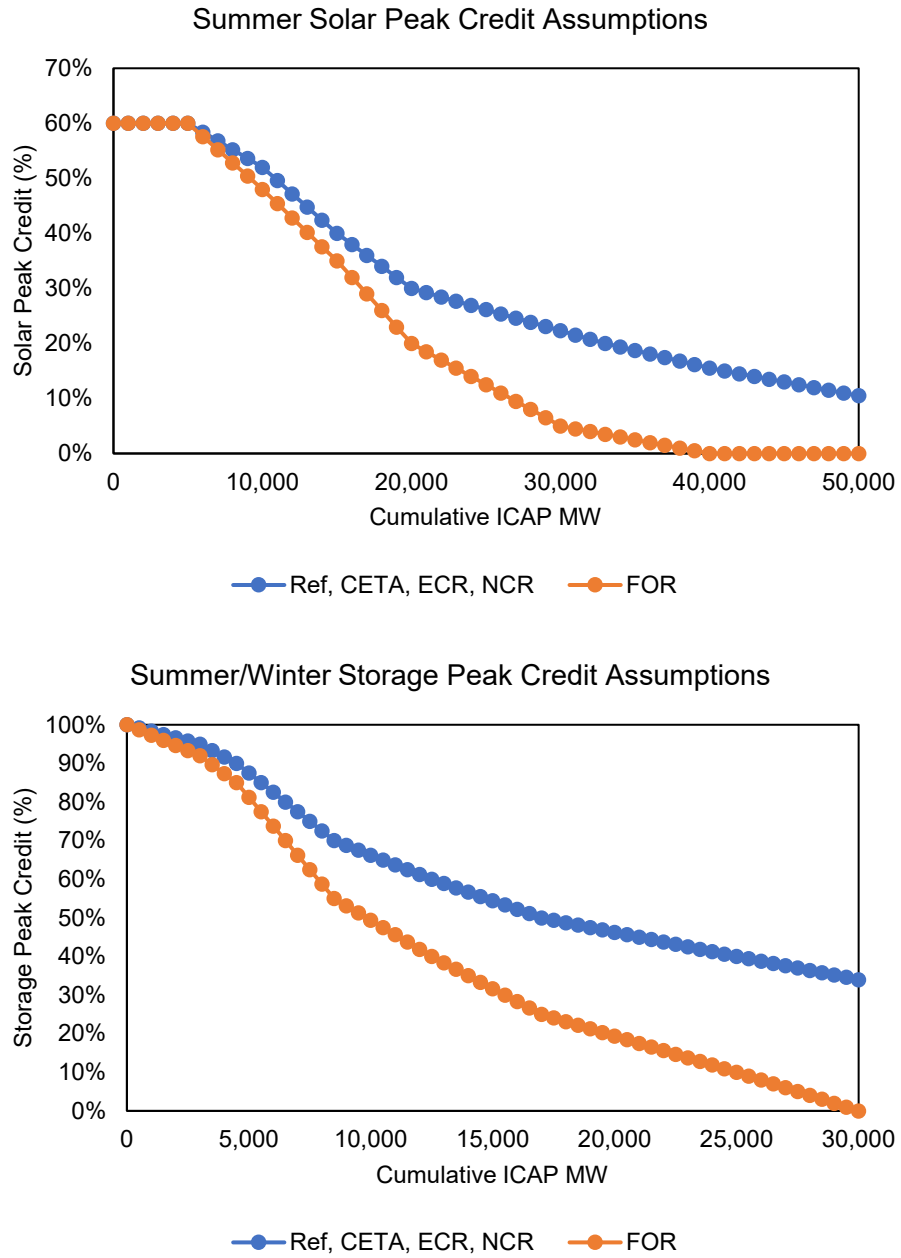 Summer Solar Peak Credit Assumptions
70%
60%
50%
40%
30%
20%
10%
0%
Solar Peak Credit (%)
0 10,000 20,000 30,000 40,000 50,000
Cumulative ICAP MW
Ref, CETA, ECR, NCR FOR
Summer/Winter Storage Peak Credit Assumptions
100%
90%
80%
70%
60%
50%
40%
30%
20%
10%
0%
Storage Peak Credit (%)
0 5,000 10,000 15,000 20,000 25,000 30,000
Cumulative ICAP MW
Ref, CETA, ECR, NCR FOR